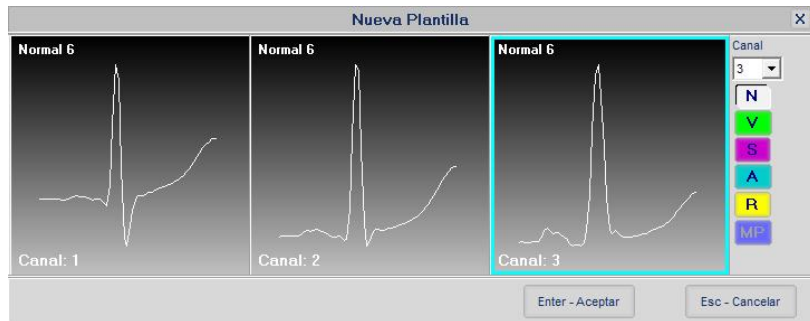 Nueva Plantilla
X
Normal 6
Canal: 1
Normal 6
Canal: 2
Normal 6
Canal: 3
Canal
3
N
V
S
A
R
MP
Enter - Aceptar
Esc - Cancelar